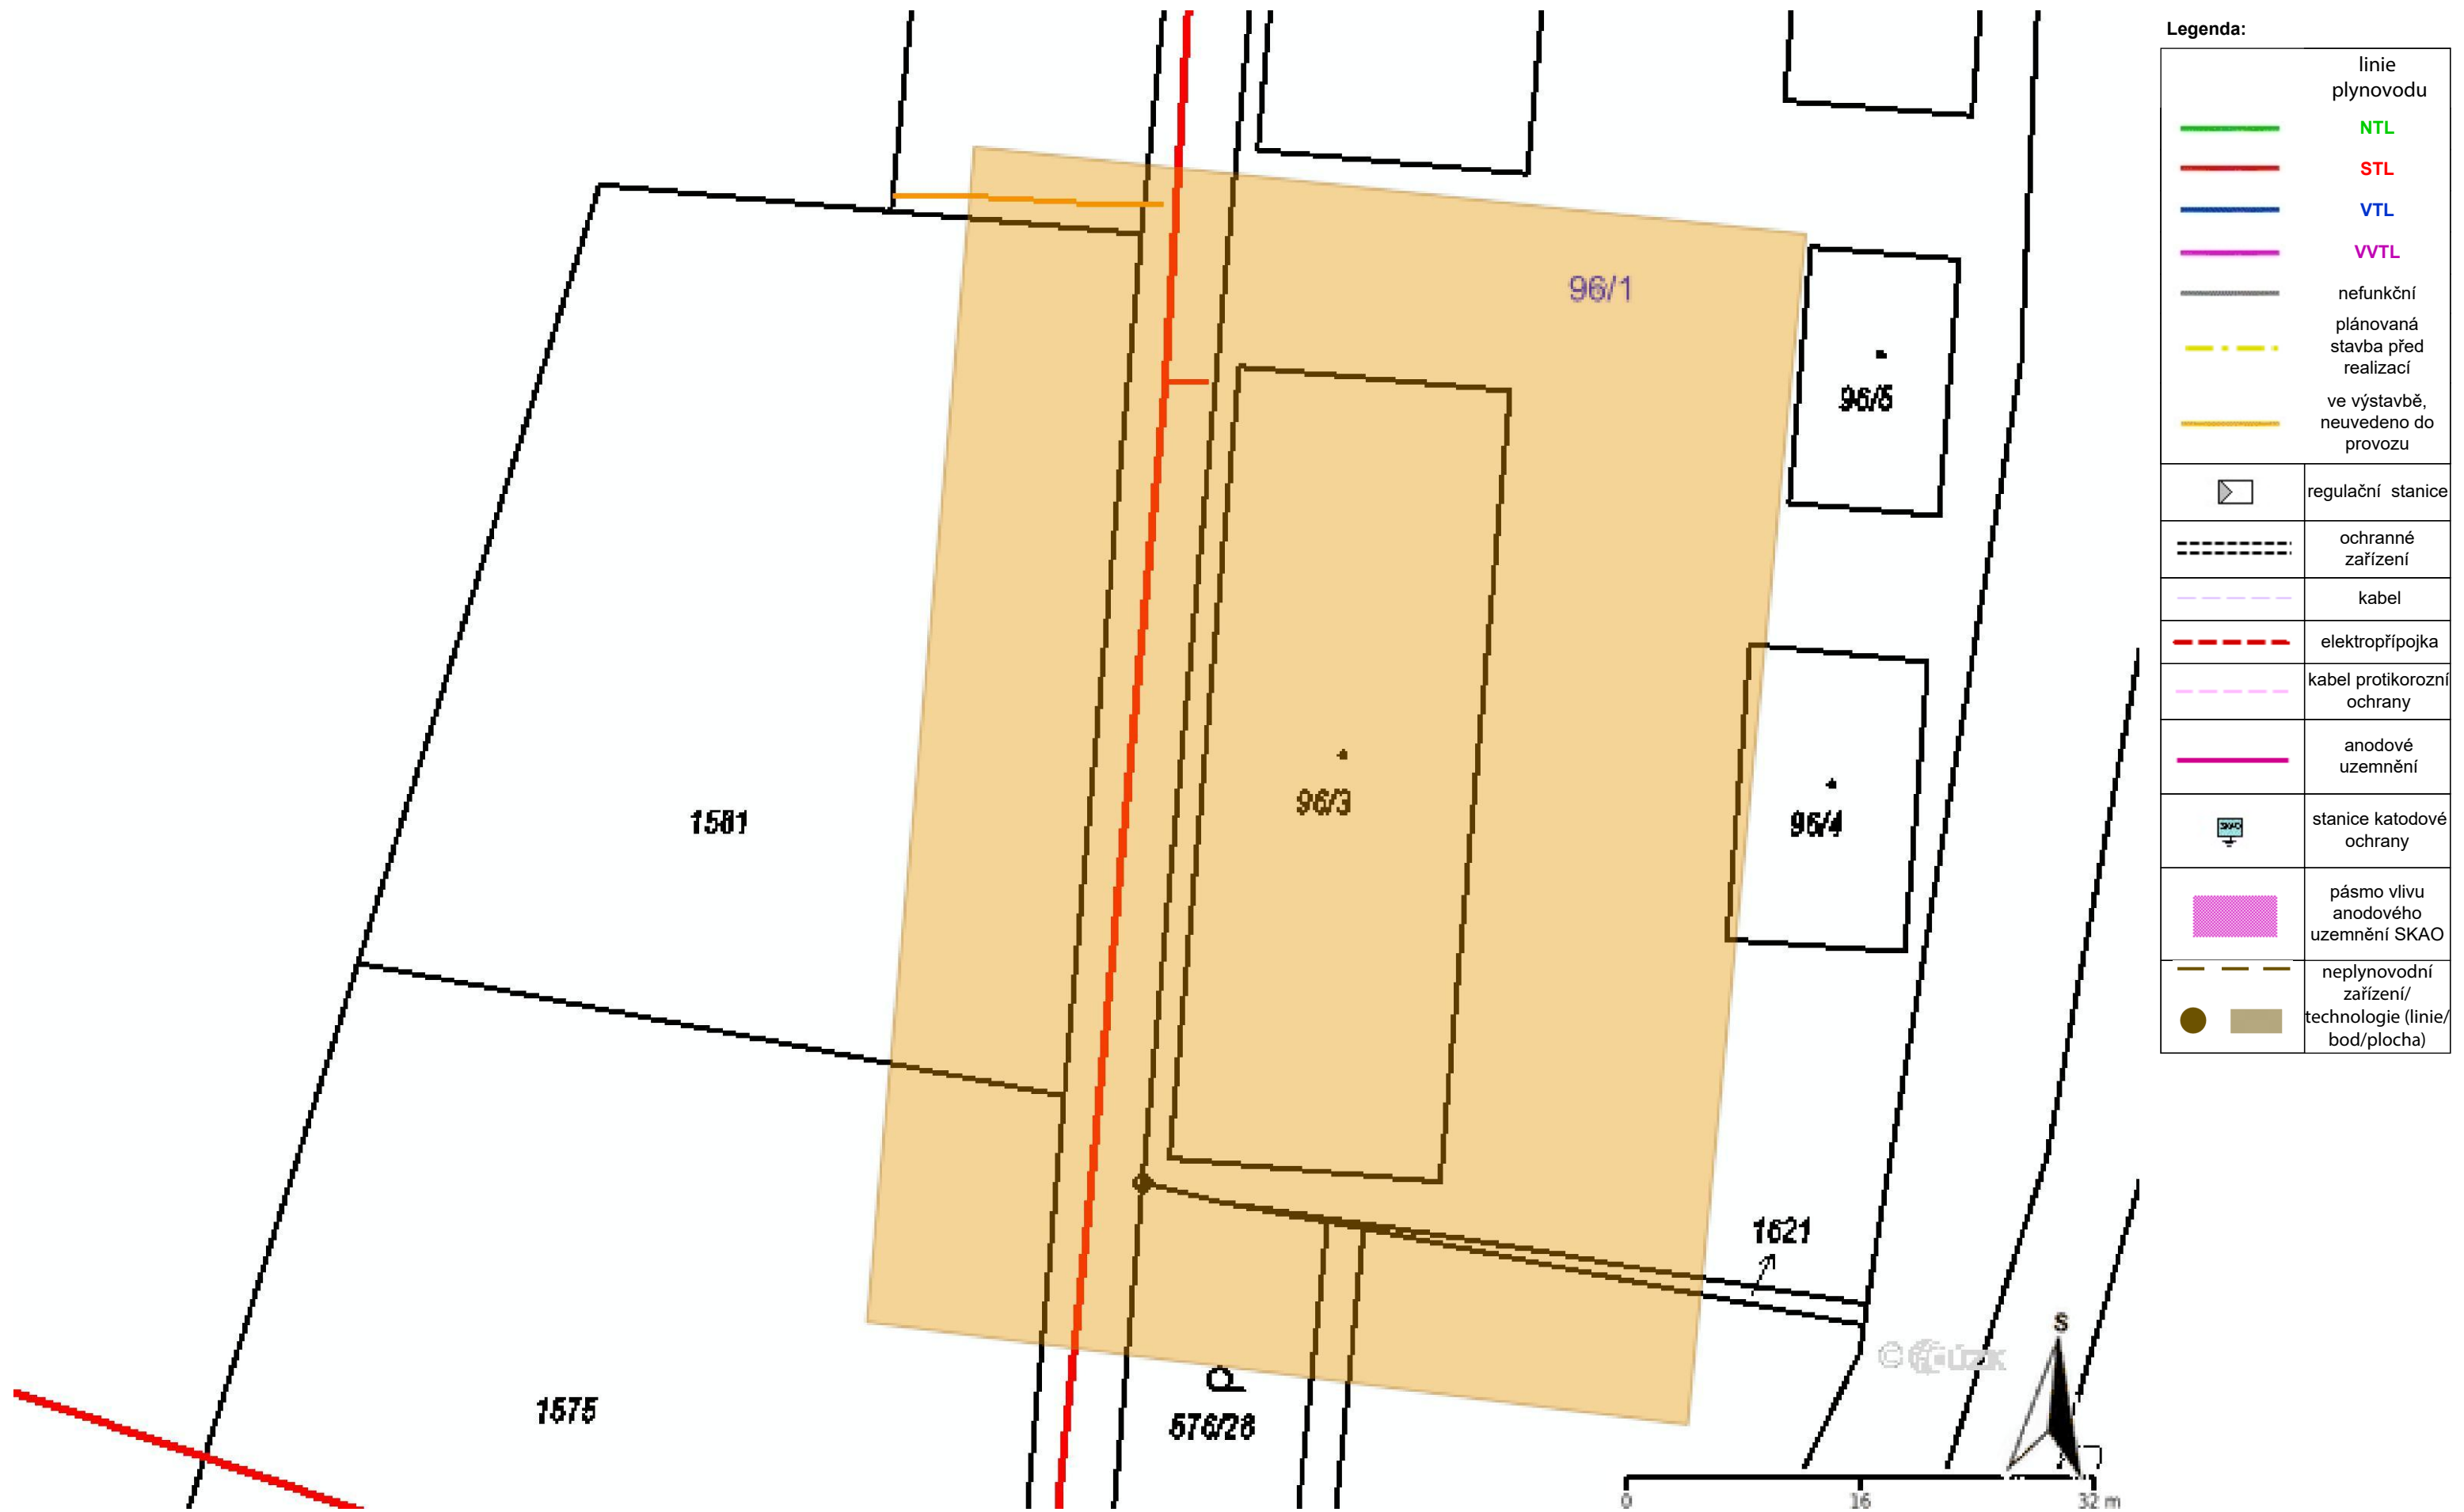 Legenda:
linie
plynovodu
NTL
STL
VTL
VVTL
nefunkční
plánovaná
stavba před
realizací
ve výstavbě,
neuvedeno do
provozu
regulační stanice
ochranné
zařízení
kabel
elektropřípojka
kabel protikorozní
ochrany
anodové
uzemnění
SKAO
stanice katodové
ochrany
pásmo vlivu
anodového
uzemnění SKAO
neplynovodní
zařízení/
technologie (linie/
bod/plocha)
96/1
96/5
96/3
96/4
1581
1621
1575
576/28
S
© ČÚZK
0 16 32 m